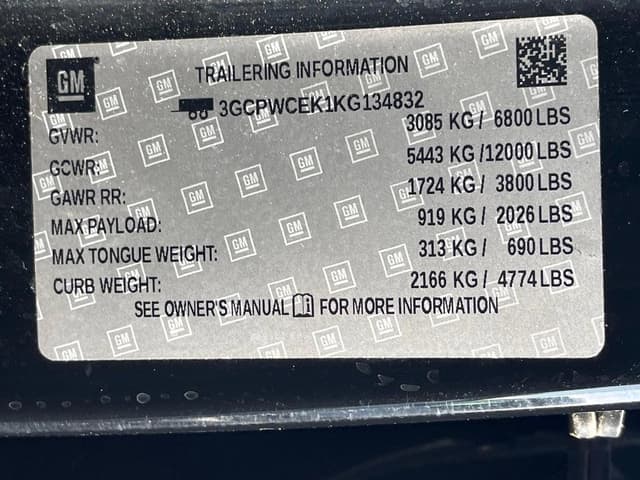 GM
TRAILERING INFORMATION
3GCPWCEK1KG134832
GVWR: 3085 KG / 6800 LBS
GCWR: 5443 KG /12000 LBS
GAWR RR: 1724 KG / 3800 LBS
MAX PAYLOAD: 919 KG / 2026 LBS
MAX TONGUE WEIGHT: 313 KG / 690 LBS
CURB WEIGHT: 2166 KG / 4774 LBS
SEE OWNER'S MANUAL FOR MORE INFORMATION